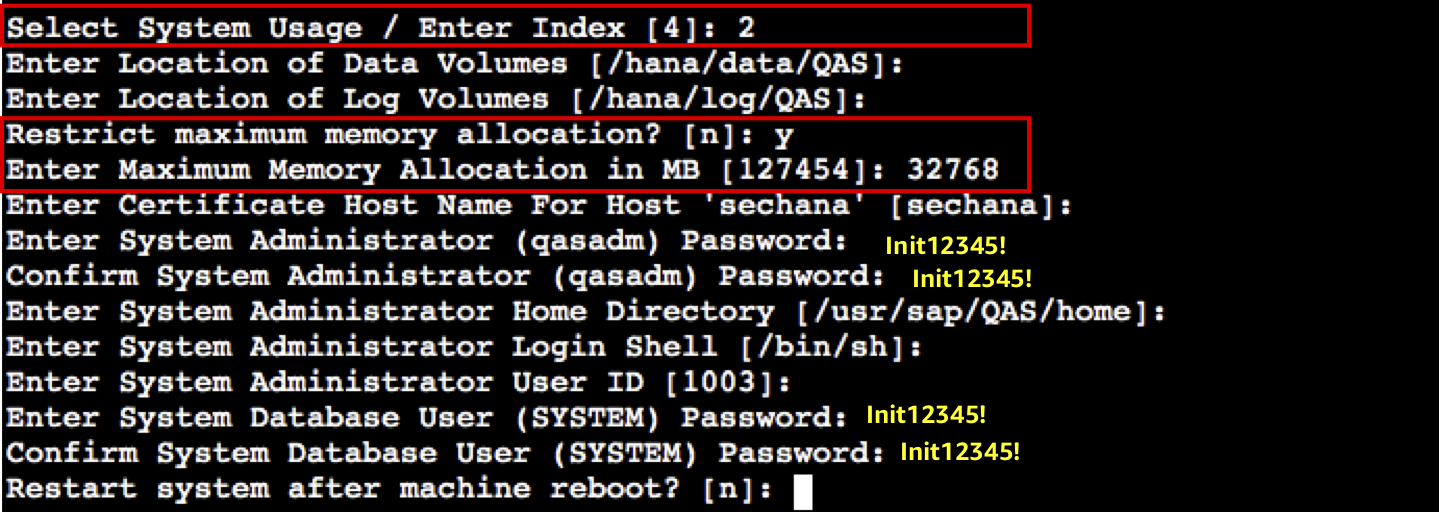 Select System Usage / Enter Index [4]: 2
Enter Location of Data Volumes [/hana/data/QAS]:
Enter Location of Log Volumes [/hana/log/QAS]:
Restrict maximum memory allocation? [n]: y
Enter Maximum Memory Allocation in MB [127454]: 32768
Enter Certificate Host Name For Host 'sechana' [sechana]:
Enter System Administrator (qasadm) Password: Init12345!
Confirm System Administrator (qasadm) Password: Init12345!
Enter System Administrator Home Directory [/usr/sap/QAS/home]:
Enter System Administrator Login Shell [/bin/sh]:
Enter System Administrator User ID [1003]:
Enter System Database User (SYSTEM) Password: Init12345!
Confirm System Database User (SYSTEM) Password: Init12345!
Restart system after machine reboot? [n]: